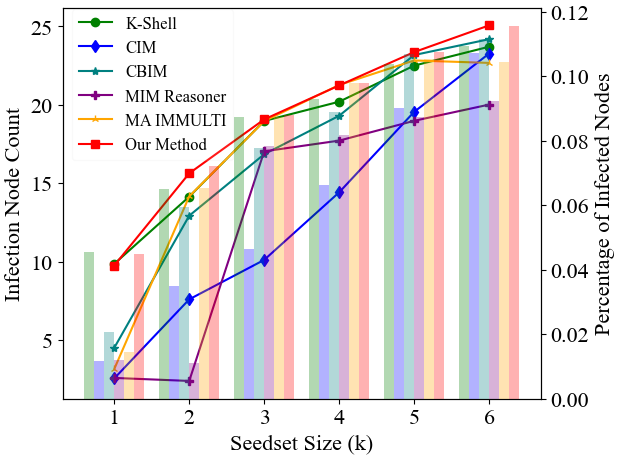 K-Shell
CIM
CBIM
MIM Reasoner
MA IMMULTI
Our Method
Infection Node Count
25
20
15
10
5
Percentage of Infected Nodes
0.12
0.10
0.08
0.06
0.04
0.02
0.00
1 2 3 4 5 6
Seedset Size (k)